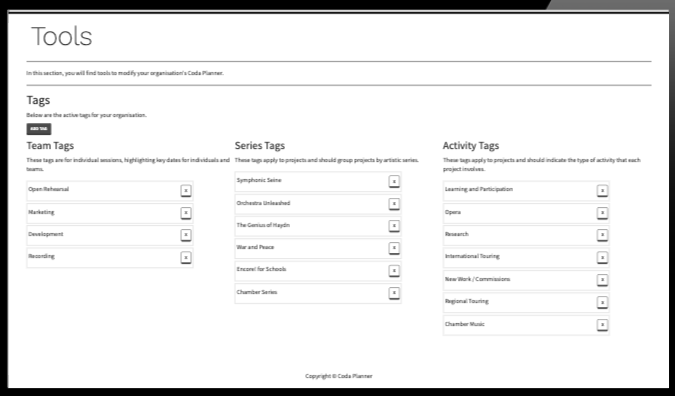 Tools
In this section, you will find tools to modify your organisation's Coda Planner.
Tags
Below are the active tags for your organisation.
ADD TAG
Team Tags
These tags are for individual sessions, highlighting key dates for individuals and
teams.
Open Rehearsal x
Marketing x
Development x
Recording x
Series Tags
These tags apply to projects and should group projects by artistic series.
Symphonic Seine x
Orchestra Unleashed x
The Genius of Haydn x
War and Peace x
Encore! for Schools x
Chamber Series x
Activity Tags
These tags apply to projects and should indicate the type of activity that each
project involves.
Learning and Participation x
Opera x
Research x
International Touring x
New Work / Commissions x
Regional Touring x
Chamber Music x
Copyright © Coda Planner